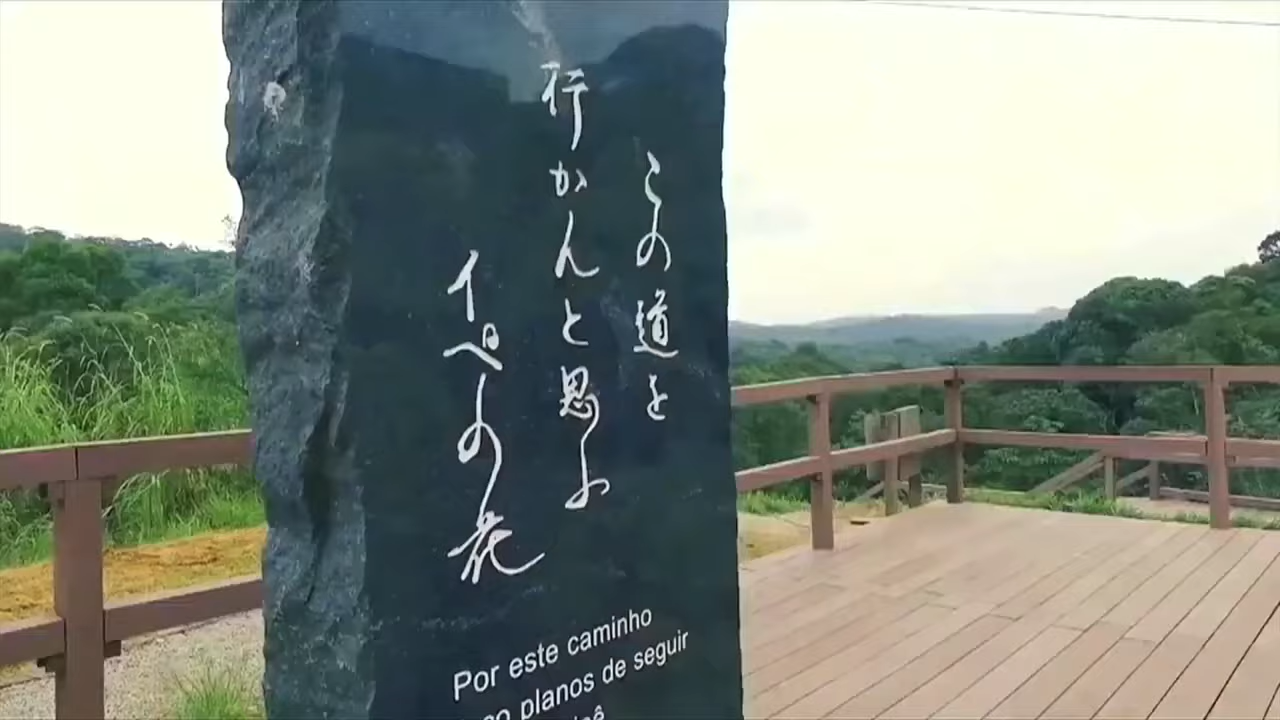 この道を
行かんと思ふ
イペーの花
Por este caminho
planos de seguir